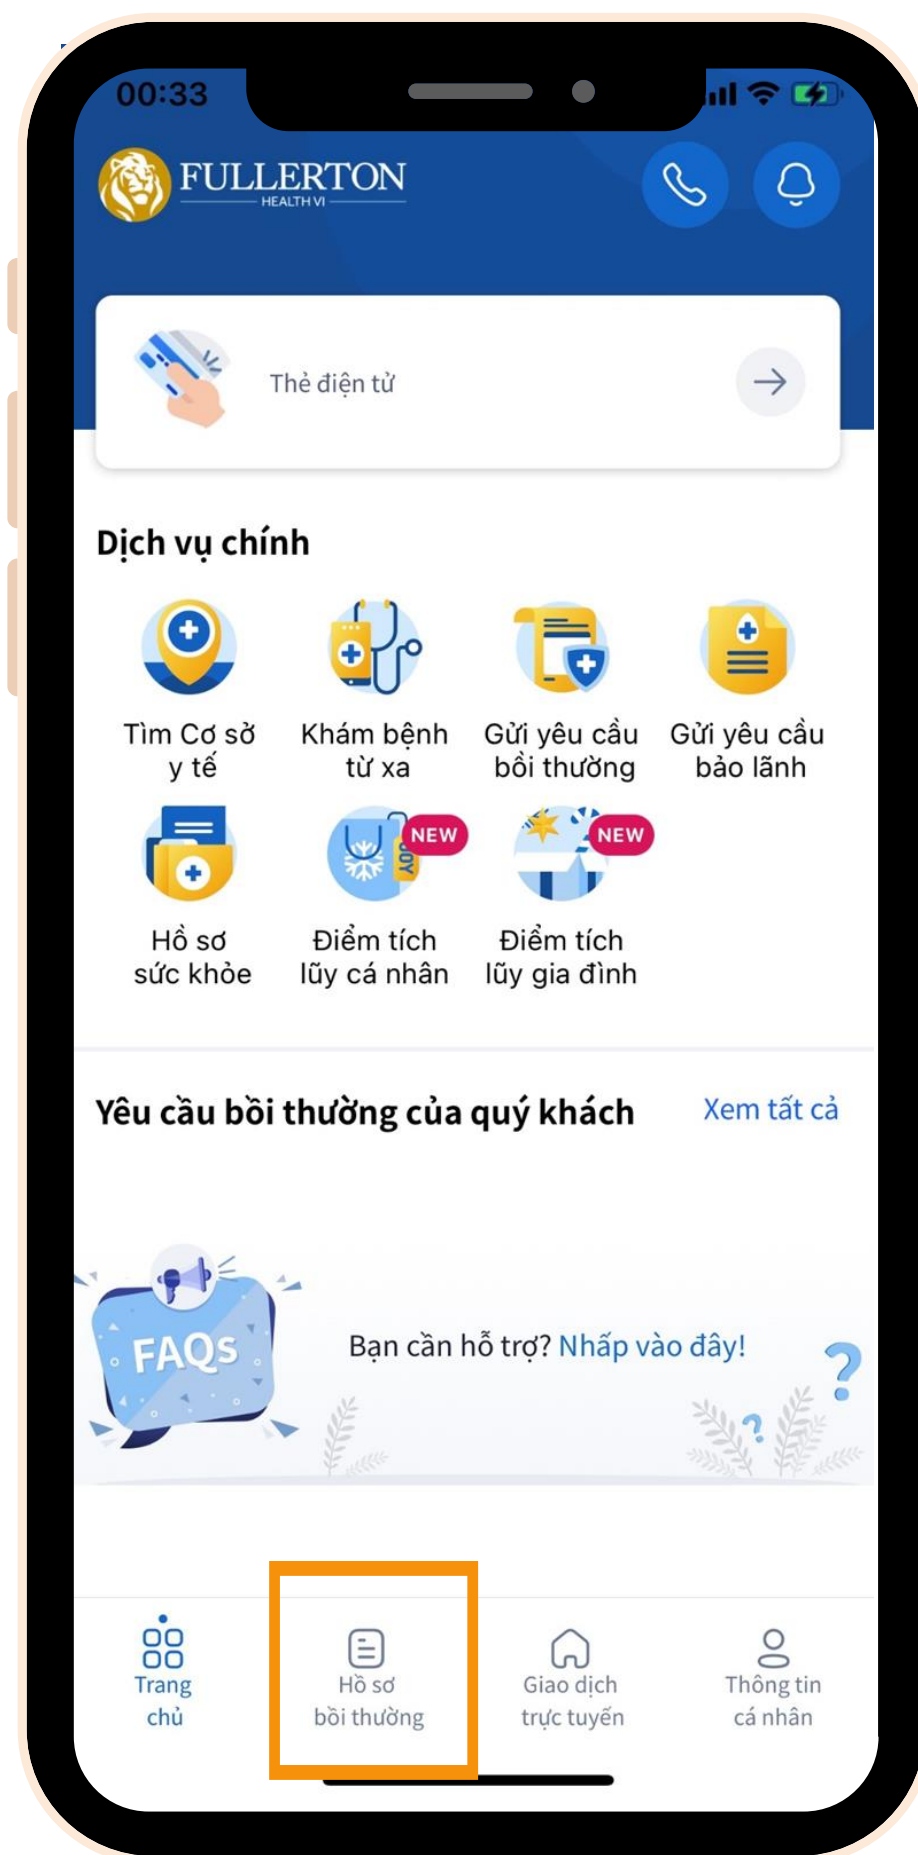 00:33
FULLERTON
HEALTH VI
Thẻ điện tử
Dịch vụ chính
Tìm Cơ sở
y tế
Khám bệnh
từ xa
Gửi yêu cầu
bồi thường
Gửi yêu cầu
bảo lãnh
NEW
NEW
Hồ sơ
sức khỏe
Điểm tích
lũy cá nhân
Điểm tích
lũy gia đình
Yêu cầu bồi thường của quý khách
Xem tất cả
FAQs
Bạn cần hỗ trợ? Nhấp vào đây!
Trang
chủ
Hồ sơ
bồi thường
Giao dịch
trực tuyến
Thông tin
cá nhân